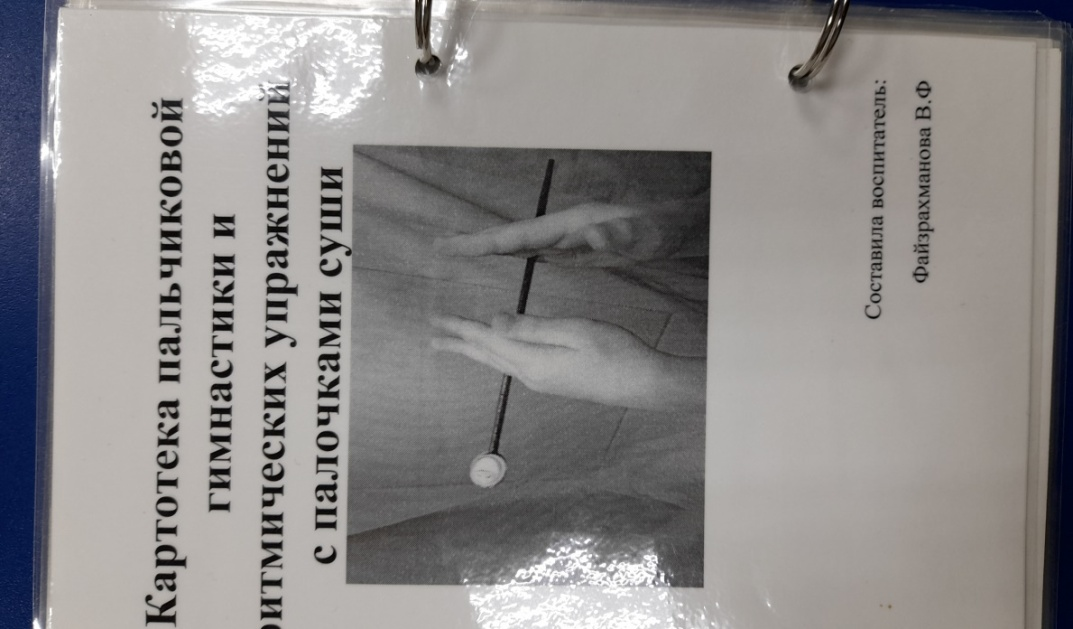 Картотека пальчиковой
гимнастики и
ритмических упражнений
с палочками суши
Составила воспитатель:
Файзрахманова В.Ф